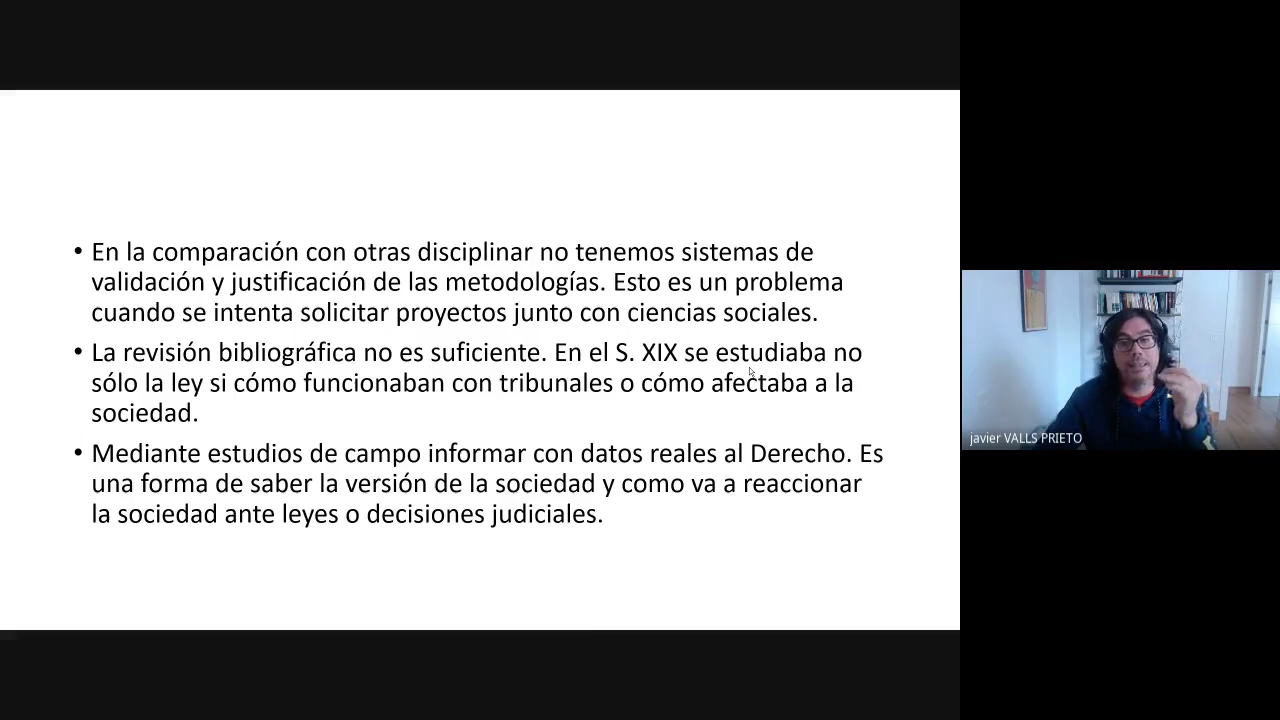 • En la comparación con otras disciplinar no tenemos sistemas de
validación y justificación de las metodologías. Esto es un problema
cuando se intenta solicitar proyectos junto con ciencias sociales.
• La revisión bibliográfica no es suficiente. En el S. XIX se estudiaba no
sólo la ley si cómo funcionaban con tribunales o cómo afectaba a la
sociedad.
• Mediante estudios de campo informar con datos reales al Derecho. Es
una forma de saber la versión de la sociedad y como va a reaccionar
la sociedad ante leyes o decisiones judiciales.
javier VALLS PRIETO